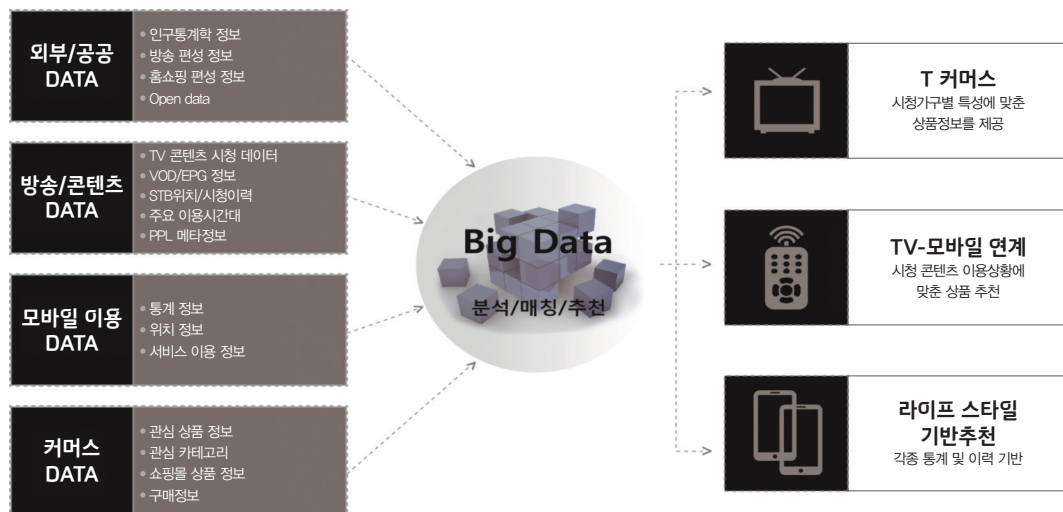 외부/공공
DATA
• 인구통계학 정보
• 방송 편성 정보
• 홈쇼핑 편성 정보
• Open data
방송/콘텐츠
DATA
• TV 콘텐츠 시청 데이터
• VOD/EPG 정보
• STB위치/시청이력
• 주요 이용시간대
• PPL 메타정보
모바일 이용
DATA
• 통계 정보
• 위치 정보
• 서비스 이용 정보
커머스
DATA
• 관심 상품 정보
• 관심 카테고리
• 쇼핑몰 상품 정보
• 구매정보
Big Data
분석/매칭/추천
T 커머스
시청가구별 특성에 맞춘
상품정보를 제공
TV-모바일 연계
시청 콘텐츠 이용상황에
맞춘 상품 추천
라이프 스타일
기반추천
각종 통계 및 이력 기반